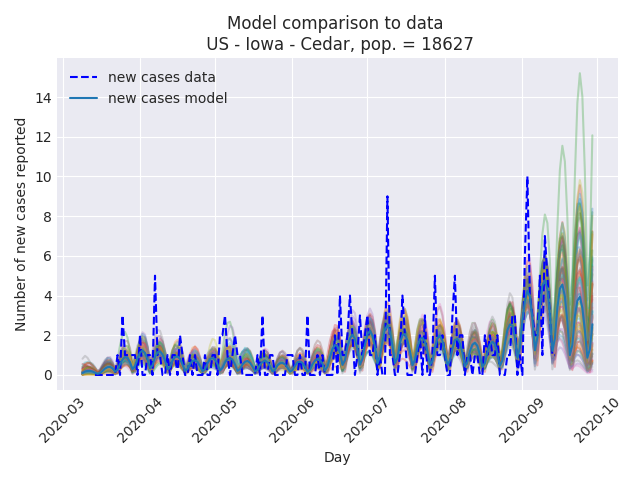 Model comparison to data
US - Iowa - Cedar, pop. = 18627
new cases data
new cases model
Number of new cases reported
14
12
10
8
6
4
2
0
2020-03
2020-04
2020-05
2020-06
2020-07
2020-08
2020-09
2020-10
Day